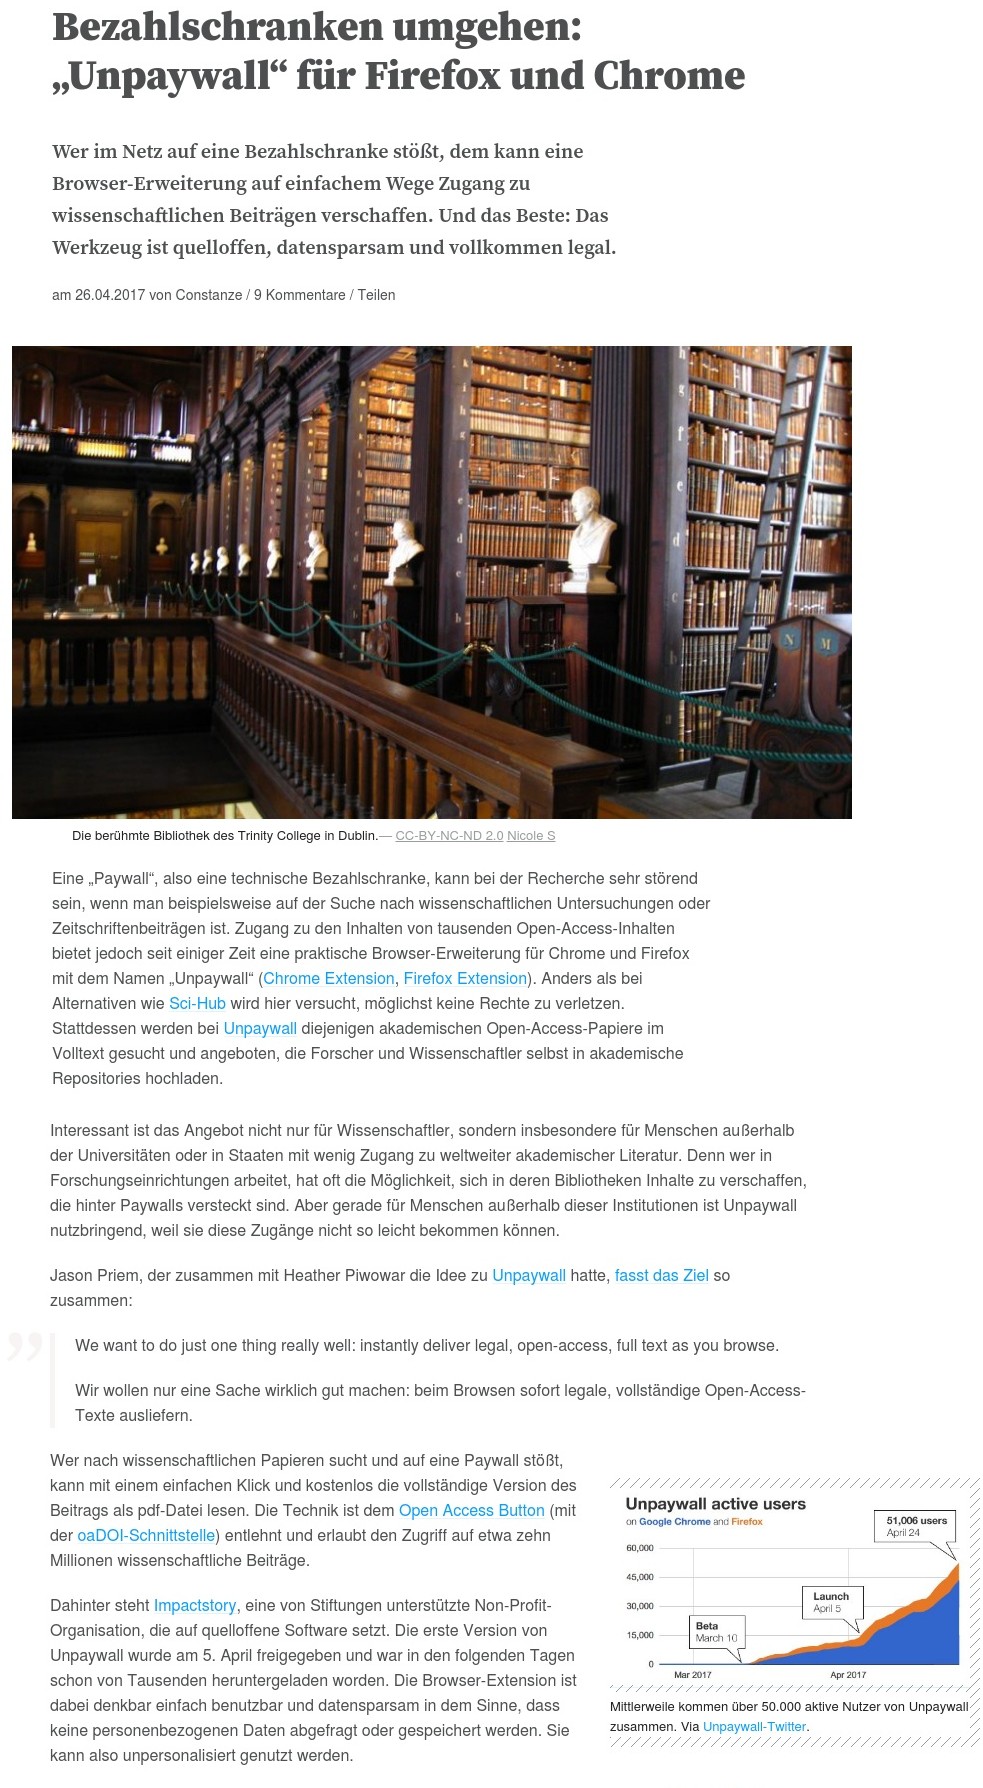 Bezahlschranken umgehen:
„Unpaywall“ für Firefox und Chrome
Wer im Netz auf eine Bezahlschranke stößt, dem kann eine
Browser-Erweiterung auf einfachem Wege Zugang zu
wissenschaftlichen Beiträgen verschaffen. Und das Beste: Das
Werkzeug ist quelloffen, datensparsam und vollkommen legal.
am 26.04.2017 von Constanze / 9 Kommentare / Teilen
N M
Die berühmte Bibliothek des Trinity College in Dublin.— CC-BY-NC-ND 2.0 Nicole S
Eine „Paywall“, also eine technische Bezahlschranke, kann bei der Recherche sehr störend
sein, wenn man beispielsweise auf der Suche nach wissenschaftlichen Untersuchungen oder
Zeitschriftenbeiträgen ist. Zugang zu den Inhalten von tausenden Open-Access-Inhalten
bietet jedoch seit einiger Zeit eine praktische Browser-Erweiterung für Chrome und Firefox
mit dem Namen „Unpaywall“ (Chrome Extension, Firefox Extension). Anders als bei
Alternativen wie Sci-Hub wird hier versucht, möglichst keine Rechte zu verletzen.
Stattdessen werden bei Unpaywall diejenigen akademischen Open-Access-Papiere im
Volltext gesucht und angeboten, die Forscher und Wissenschaftler selbst in akademische
Repositories hochladen.
Interessant ist das Angebot nicht nur für Wissenschaftler, sondern insbesondere für Menschen außerhalb
der Universitäten oder in Staaten mit wenig Zugang zu weltweiter akademischer Literatur. Denn wer in
Forschungseinrichtungen arbeitet, hat oft die Möglichkeit, sich in deren Bibliotheken Inhalte zu verschaffen,
die hinter Paywalls versteckt sind. Aber gerade für Menschen außerhalb dieser Institutionen ist Unpaywall
nutzbringend, weil sie diese Zugänge nicht so leicht bekommen können.
Jason Priem, der zusammen mit Heather Piwowar die Idee zu Unpaywall hatte, fasst das Ziel so
zusammen:
”
We want to do just one thing really well: instantly deliver legal, open-access, full text as you browse.
Wir wollen nur eine Sache wirklich gut machen: beim Browsen sofort legale, vollständige Open-Access-
Texte ausliefern.
Wer nach wissenschaftlichen Papieren sucht und auf eine Paywall stößt,
kann mit einem einfachen Klick und kostenlos die vollständige Version des
Beitrags als pdf-Datei lesen. Die Technik ist dem Open Access Button (mit
der oaDOI-Schnittstelle) entlehnt und erlaubt den Zugriff auf etwa zehn
Millionen wissenschaftliche Beiträge.
Dahinter steht Impactstory, eine von Stiftungen unterstützte Non-Profit-
Organisation, die auf quelloffene Software setzt. Die erste Version von
Unpaywall wurde am 5. April freigegeben und war in den folgenden Tagen
schon von Tausenden heruntergeladen worden. Die Browser-Extension ist
dabei denkbar einfach benutzbar und datensparsam in dem Sinne, dass
keine personenbezogenen Daten abgefragt oder gespeichert werden. Sie
kann also unpersonalisiert genutzt werden.
Unpaywall active users
on Google Chrome and Firefox
51,006 users
April 24
60,000
45,000
Launch
April 5
30,000
Beta
March 10
15,000
0
Mar 2017
Apr 2017
Mittlerweile kommen über 50.000 aktive Nutzer von Unpaywall
zusammen. Via Unpaywall-Twitter.